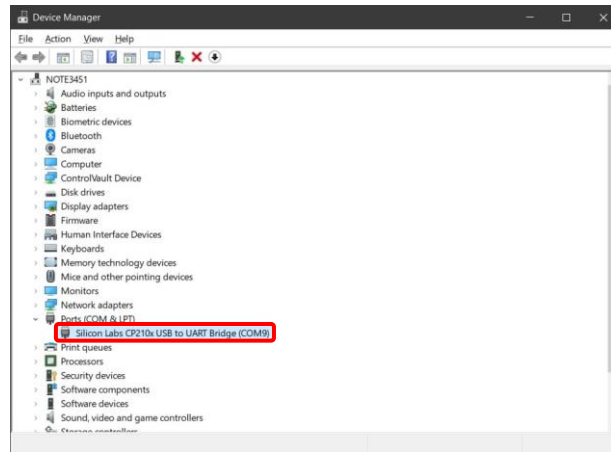 Device Manager
File Action View Help
NOTE3451
Audio inputs and outputs
Batteries
Biometric devices
Bluetooth
Cameras
Computer
ControlVault Device
Disk drives
Display adapters
Firmware
Human Interface Devices
Keyboards
Memory technology devices
Mice and other pointing devices
Monitors
Network adapters
Ports (COM & LPT)
Silicon Labs CP210x USB to UART Bridge (COM9)
Print queues
Processors
Security devices
Software components
Software devices
Sound, video and game controllers
Storage controllers